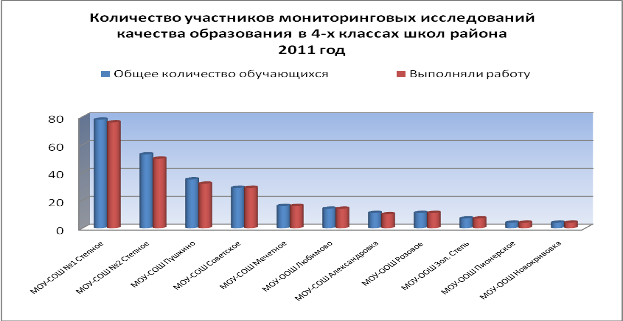 Количество участников мониторинговых исследований
качества образования в 4-х классах школ района
2011 год
Общее количество обучающихся
Выполняли работу
80
60
40
20
0
МОУ-СОШ №1 Степное
МОУ-СОШ №2 Степное
МОУ-СОШ Пушкино
МОУ-СОШ Советское
МОУ-СОШ Мечетное
МОУ-СОШ Любимово
МОУ-СОШ Александровка
МОУ-ООШ Розовое
МОУ-ООШ Зол. Степь
МОУ-ООШ Пионерское
МОУ-ООШ Новокривовка